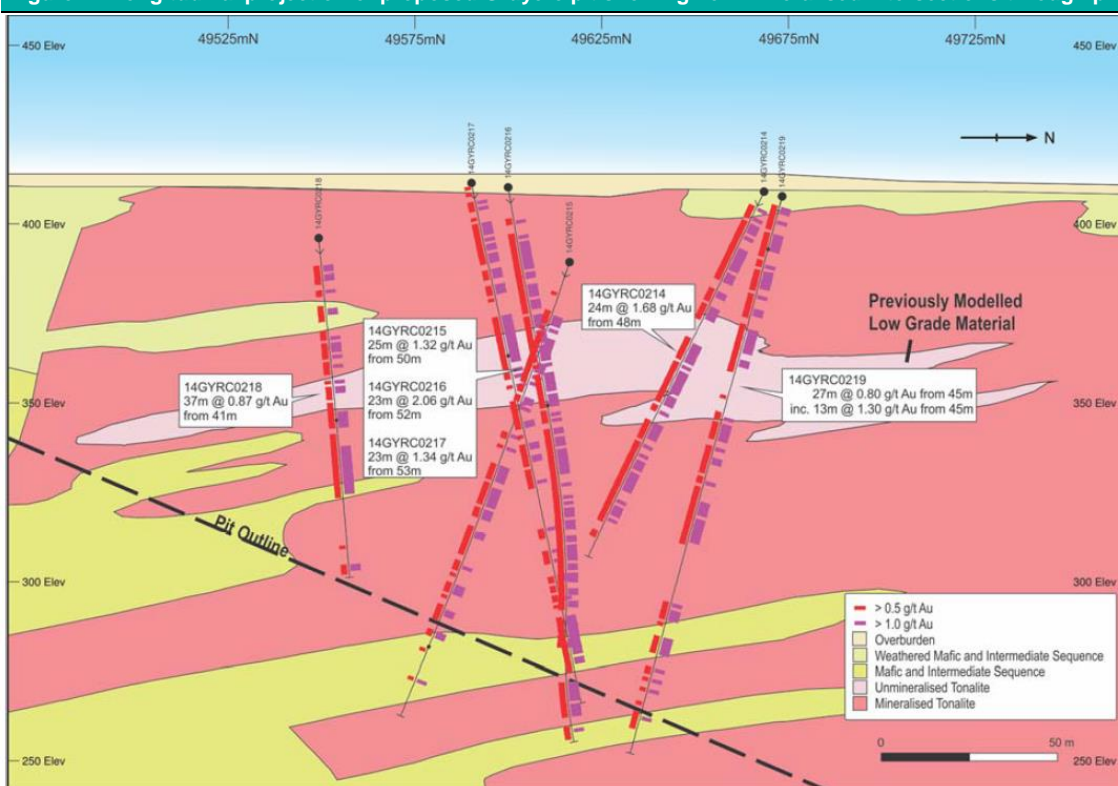 49525mN 49575mN 49625mN 49675mN 49725mN
450 Elev 450 Elev
N
14GYRC0217
14GYRC0216
14GYRC0214
14GYRC0219
14GYRC0218
14GYRC0215
400 Elev 400 Elev
14GYRC0214
24m @ 1.68 g/t Au
from 48m
Previously Modelled
Low Grade Material
14GYRC0215
25m @ 1.32 g/t Au
from 50m
14GYRC0216
23m @ 2.06 g/t Au
from 52m
14GYRC0217
23m @ 1.34 g/t Au
from 53m
14GYRC0218
37m @ 0.87 g/t Au
from 41m
14GYRC0219
27m @ 0.80 g/t Au from 45m
inc. 13m @ 1.30 g/t Au from 45m
350 Elev 350 Elev
Pit Outline
300 Elev 300 Elev
> 0.5 g/t Au
> 1.0 g/t Au
Overburden
Weathered Mafic and Intermediate Sequence
Mafic and Intermediate Sequence
Unmineralised Tonalite
Mineralised Tonalite
0 50 m
250 Elev 250 Elev